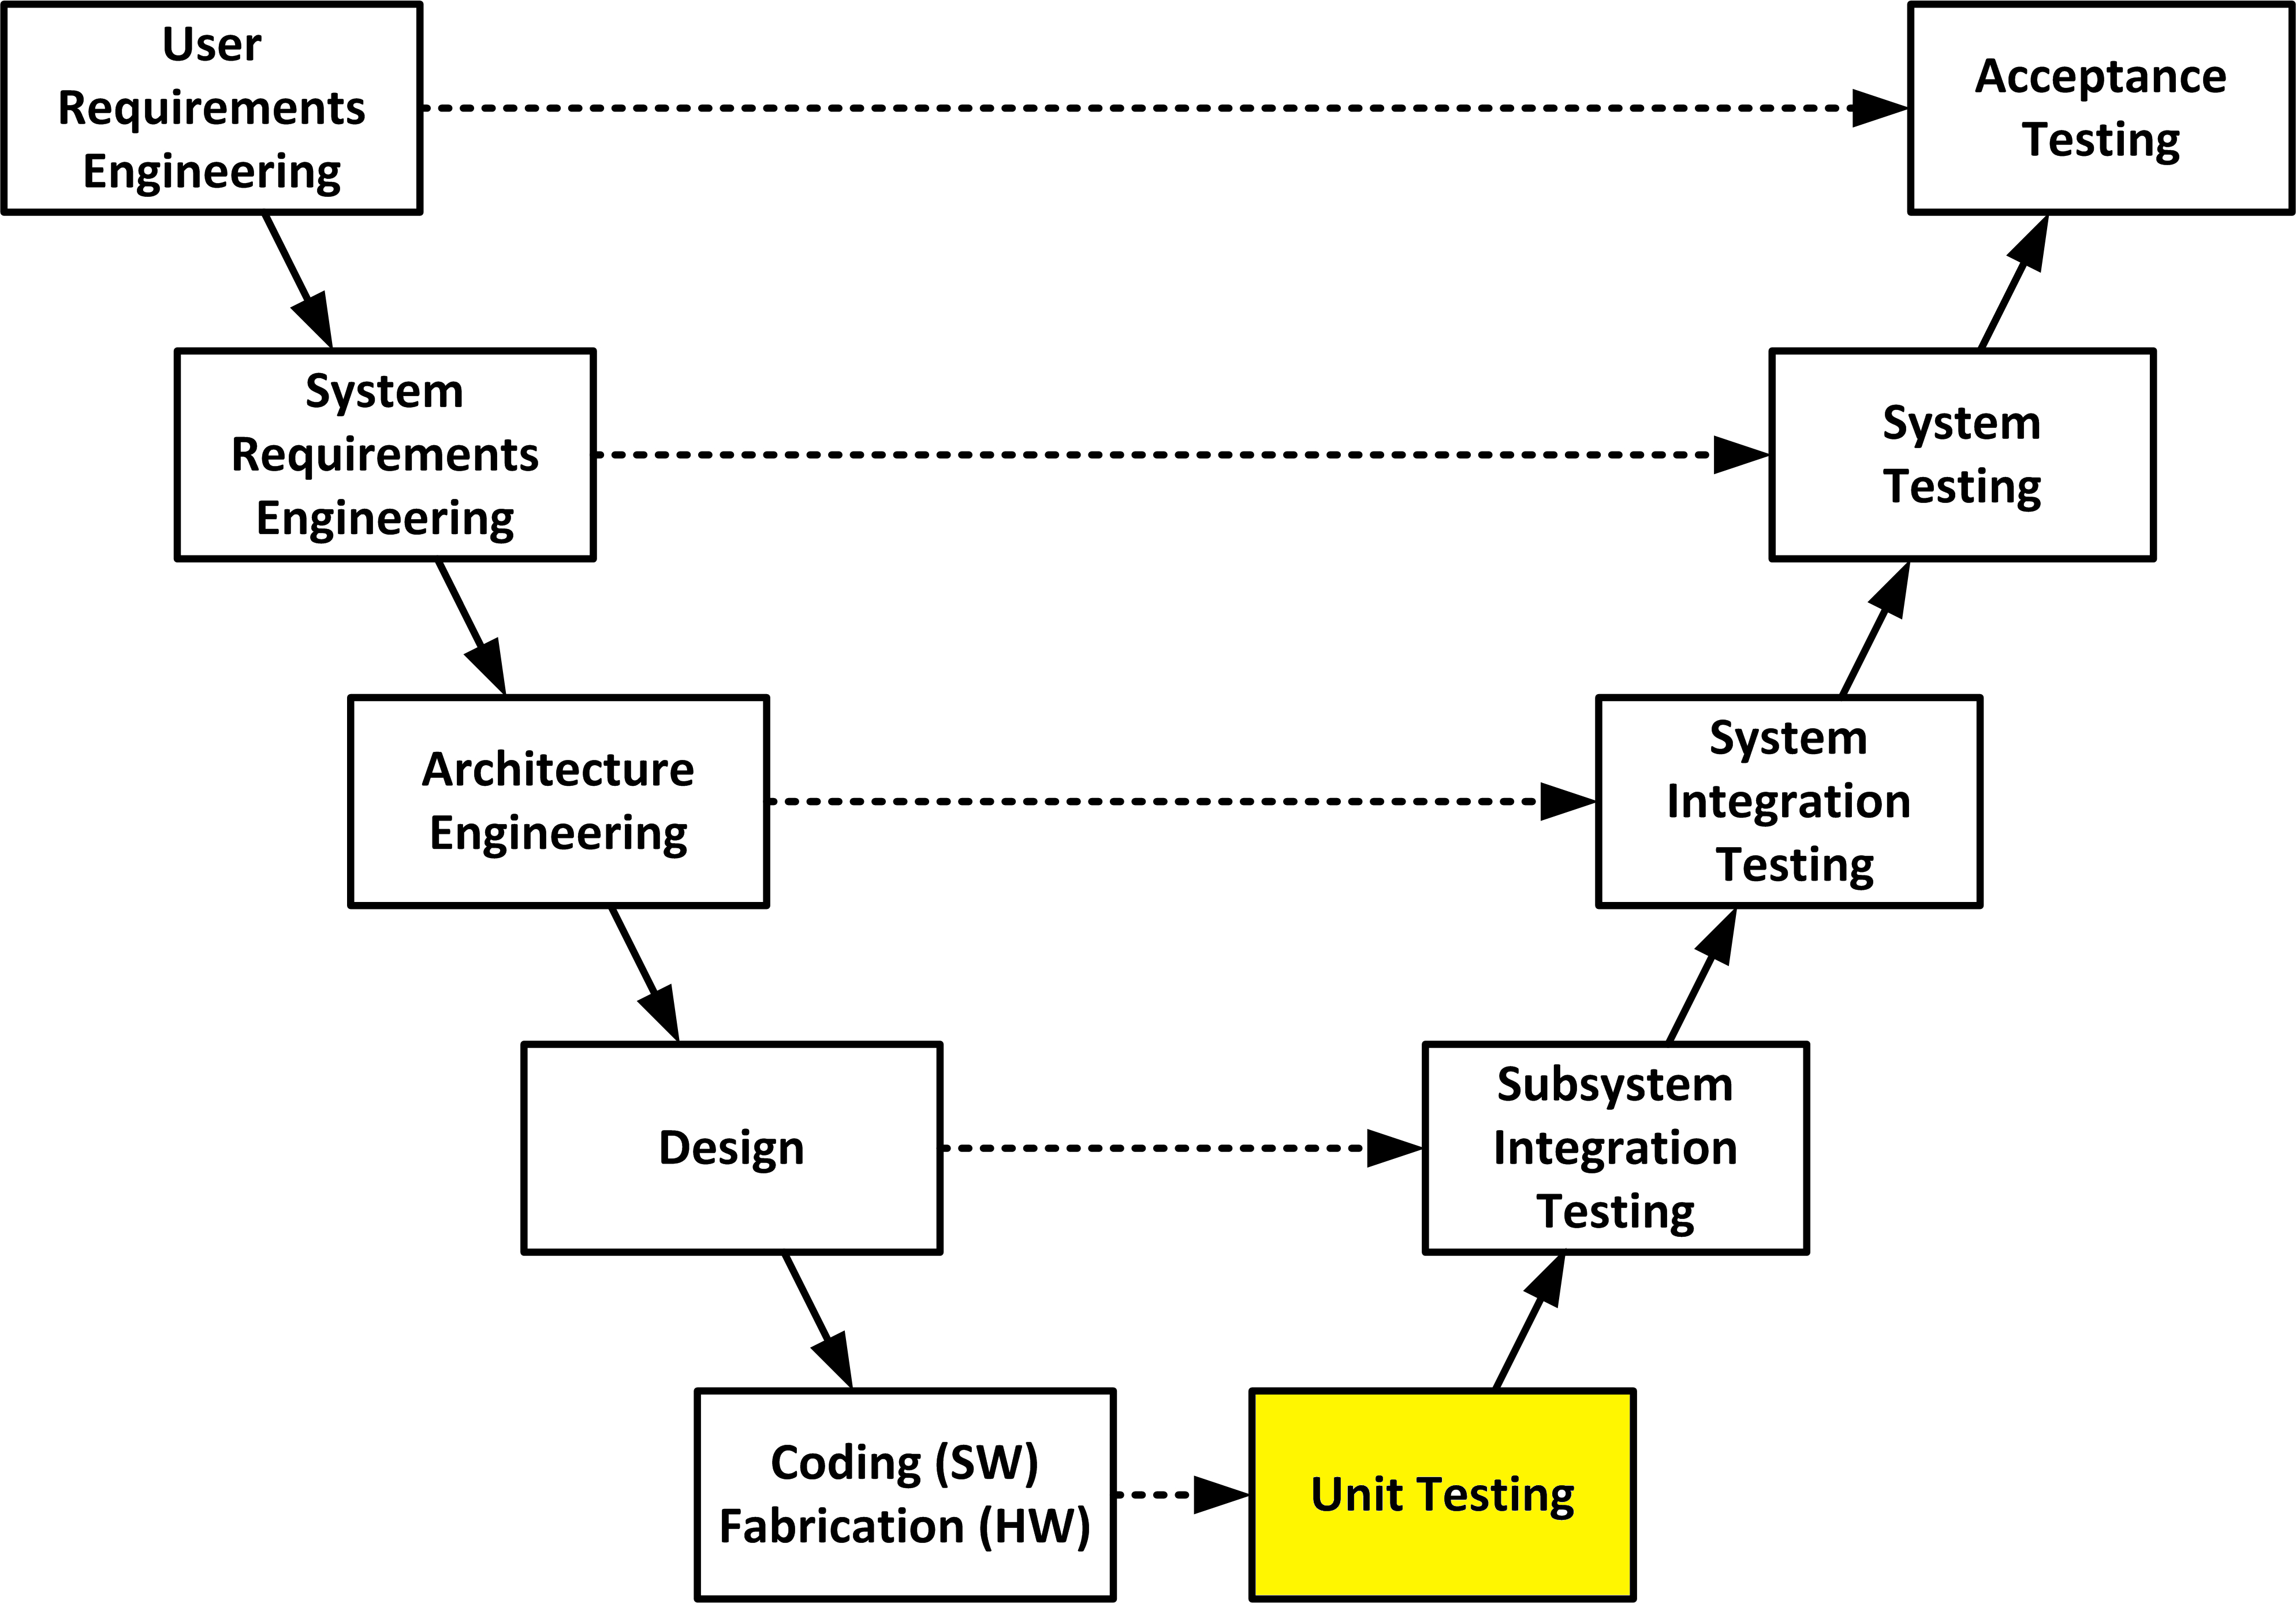 User
Requirements
Engineering
Acceptance
Testing
System
Requirements
Engineering
System
Testing
Architecture
Engineering
System
Integration
Testing
Design
Subsystem
Integration
Testing
Coding (SW)
Fabrication (HW)
Unit Testing